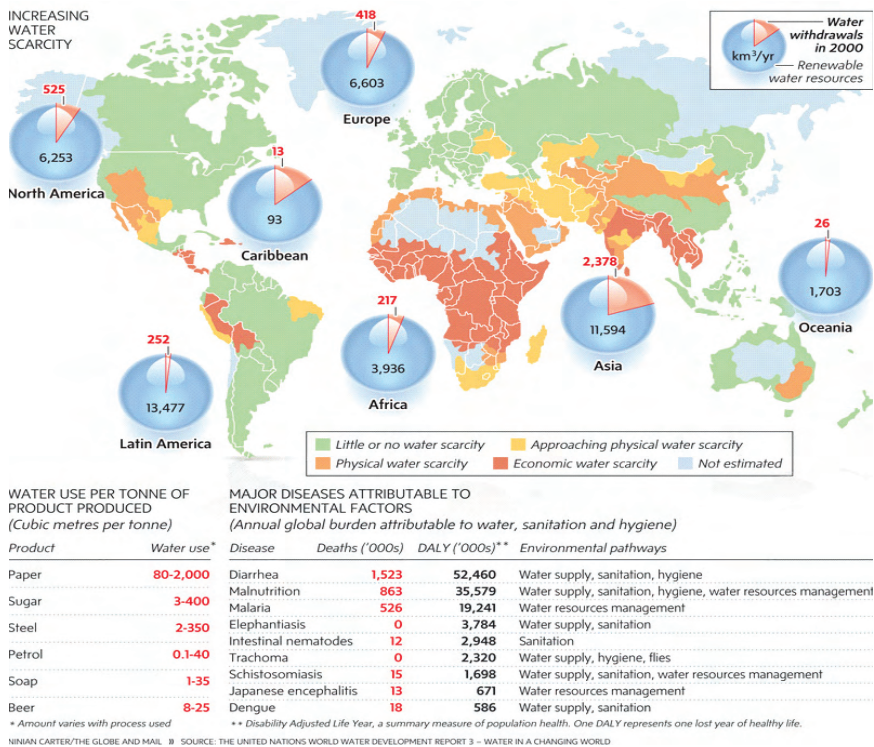 INCREASING
WATER
SCARCITY
418
6,603
Europe
Water
withdrawals
in 2000
km³/yr
Renewable
water resources
525
6,253
North America
13
93
Caribbean
26
1,703
Oceania
2,378
11,594
Asia
217
3,936
Africa
252
13,477
Latin America
Little or no water scarcity
Approaching physical water scarcity
Physical water scarcity
Economic water scarcity
Not estimated
WATER USE PER TONNE OF
PRODUCT PRODUCED
(Cubic metres per tonne)
Product Water use*
Paper 80-2,000
Sugar 3-400
Steel 2-350
Petrol 0.1-40
Soap 1-35
Beer 8-25
* Amount varies with process used
MAJOR DISEASES ATTRIBUTABLE TO
ENVIRONMENTAL FACTORS
(Annual global burden attributable to water, sanitation and hygiene)
Disease Deaths ('000s) DALY ('000s)** Environmental pathways
Diarrhea 1,523 52,460 Water supply, sanitation, hygiene
Malnutrition 863 35,579 Water supply, sanitation, hygiene, water resources management
Malaria 526 19,241 Water resources management
Elephantiasis 0 3,784 Water supply, sanitation
Intestinal nematodes 12 2,948 Sanitation
Trachoma 0 2,320 Water supply, hygiene, flies
Schistosomiasis 15 1,698 Water supply, sanitation, water resources management
Japanese encephalitis 13 671 Water resources management
Dengue 18 586 Water supply, sanitation
** Disability Adjusted Life Year, a summary measure of population health. One DALY represents one lost year of healthy life.
NINIAN CARTER/THE GLOBE AND MAIL » SOURCE: THE UNITED NATIONS WORLD WATER DEVELOPMENT REPORT 3 – WATER IN A CHANGING WORLD